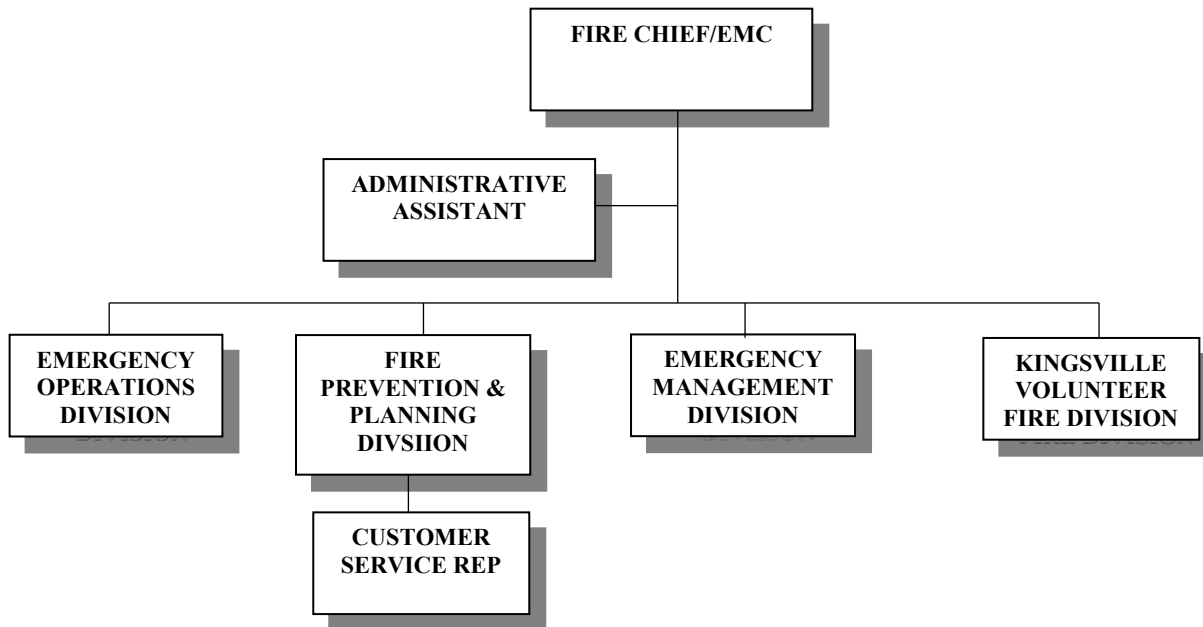 FIRE CHIEF/EMC
ADMINISTRATIVE
ASSISTANT
EMERGENCY
OPERATIONS
DIVISION
FIRE
PREVENTION &
PLANNING
DIVSIION
EMERGENCY
MANAGEMENT
DIVISION
KINGSVILLE
VOLUNTEER
FIRE DIVISION
CUSTOMER
SERVICE REP